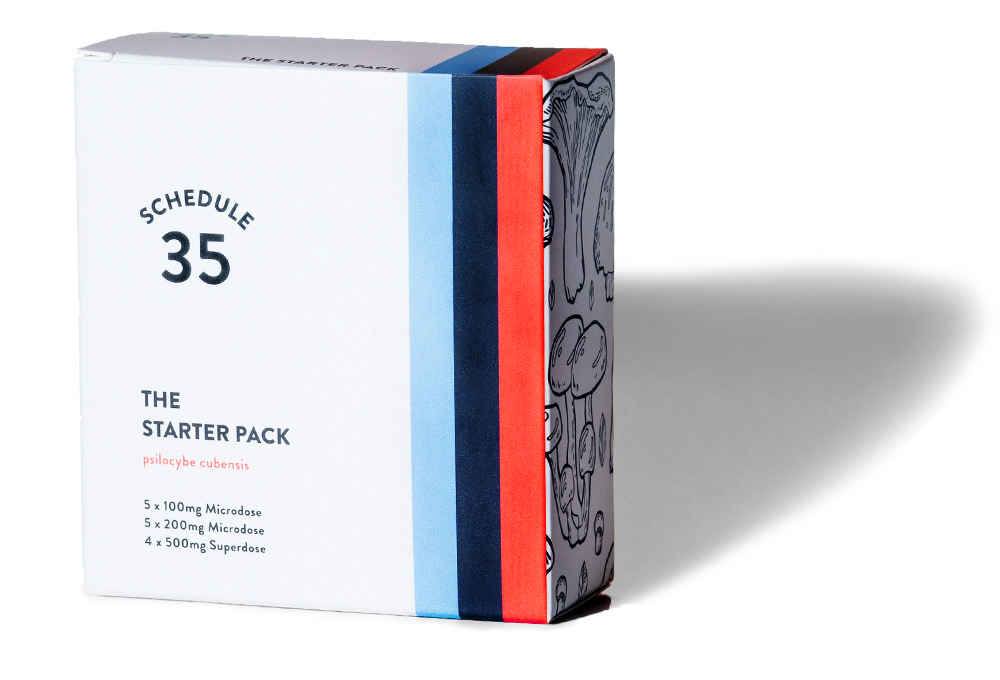 35
THE STARTER PACK
SCHEDULE
35
THE
STARTER PACK
psilocybe cubensis
5 x 100mg Microdose
5 x 200mg Microdose
4 x 500mg Superdose